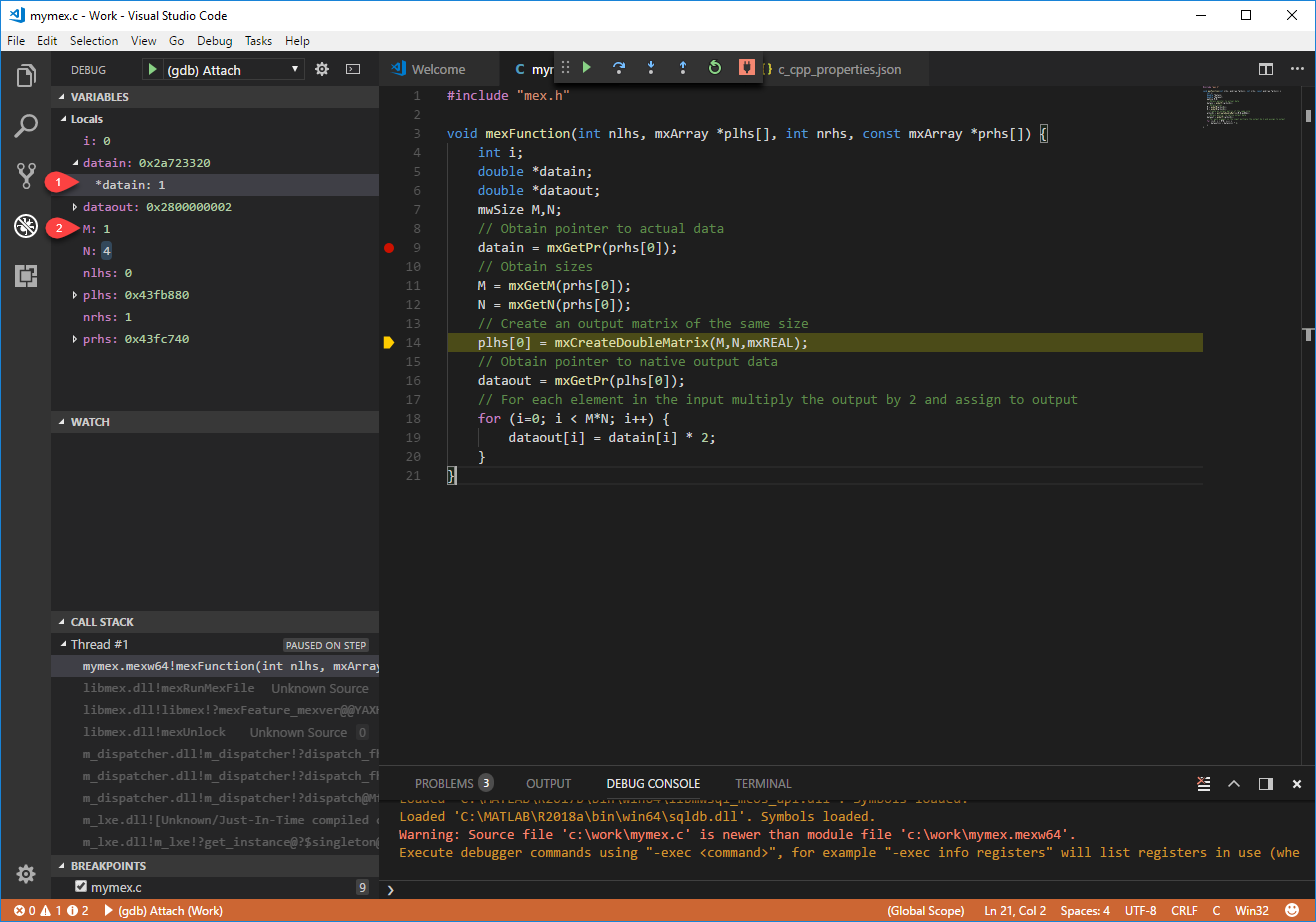 mymex.c - Work - Visual Studio Code
File Edit Selection View Go Debug Tasks Help
DEBUG (gdb) Attach
Welcome C myr c_cpp_properties.json
VARIABLES
Locals
i: 0
datain: 0x2a723320
1 *datain: 1
dataout: 0x2800000002
2 M: 1
N: 4
nlhs: 0
plhs: 0x43fb880
nrhs: 1
prhs: 0x43fc740
WATCH
CALL STACK
Thread #1 PAUSED ON STEP
mymex.mexw64!mexFunction(int nlhs, mxArray
libmex.dll!mexRunMexFile Unknown Source
libmex.dll!libmex!?mexFeature_mexver@@YAXH
libmex.dll!mexUnlock Unknown Source 0
m_dispatcher.dll!m_dispatcher!?dispatch_fh
m_dispatcher.dll!m_dispatcher!?dispatch_fh
m_dispatcher.dll!m_dispatcher!?dispatch@Mf
m_lxe.dll![Unknown/Just-In-Time compiled c
m_lxe.dll!m_lxe!?get_instance@?$singleton@
BREAKPOINTS
mymex.c 9
1 #include "mex.h"
2
3 void mexFunction(int nlhs, mxArray *plhs[], int nrhs, const mxArray *prhs[]) {
4 int i;
5 double *datain;
6 double *dataout;
7 mwSize M,N;
8 // Obtain pointer to actual data
9 datain = mxGetPr(prhs[0]);
10 // Obtain sizes
11 M = mxGetM(prhs[0]);
12 N = mxGetN(prhs[0]);
13 // Create an output matrix of the same size
14 plhs[0] = mxCreateDoubleMatrix(M,N,mxREAL);
15 // Obtain pointer to native output data
16 dataout = mxGetPr(plhs[0]);
17 // For each element in the input multiply the output by 2 and assign to output
18 for (i=0; i < M*N; i++) {
19 dataout[i] = datain[i] * 2;
20 }
21 }
PROBLEMS 3 OUTPUT DEBUG CONSOLE TERMINAL
Loaded 'C:\MATLAB\R2018a\bin\win64\sqldb.dll'. Symbols loaded.
Warning: Source file 'c:\work\mymex.c' is newer than module file 'c:\work\mymex.mexw64'.
Execute debugger commands using "-exec <command>", for example "-exec info registers" will list registers in use (whe
0 1 2 (gdb) Attach (Work) (Global Scope) Ln 21, Col 2 Spaces: 4 UTF-8 CRLF C Win32